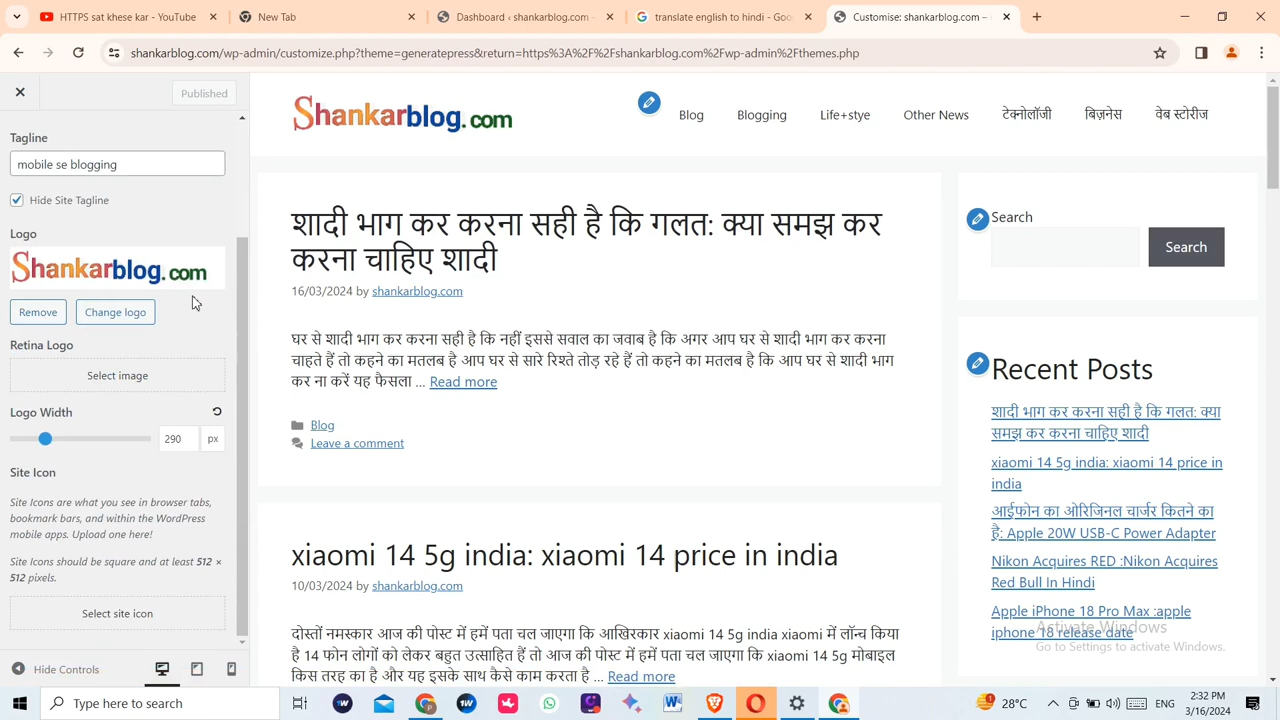 HTTPS sat khese kar - YouTube
New Tab
Dashboard ‹ shankarblog.com –
translate english to hindi - Goo
Customise: shankarblog.com –
shankarblog.com/wp-admin/customize.php?theme=generatepress&return=https%3A%2F%2Fshankarblog.com%2Fwp-admin%2Fthemes.php
Published
Tagline
mobile se blogging
Hide Site Tagline
Logo
Shankarblog.com
Remove
Change logo
Retina Logo
Select image
Logo Width
290
px
Site Icon
Site Icons are what you see in browser tabs,
bookmark bars, and within the WordPress
mobile apps. Upload one here!
Site Icons should be square and at least 512 ×
512 pixels.
Select site icon
Hide Controls
Shankarblog.com
Blog
Blogging
Life+stye
Other News
टेक्नोलॉजी
बिज़नेस
वेब स्टोरीज
शादी भाग कर करना सही है कि गलत: क्या समझ कर
करना चाहिए शादी
16/03/2024 by shankarblog.com
घर से शादी भाग कर करना सही है कि नहीं इससे सवाल का जवाब है कि अगर आप घर से शादी भाग कर करना
चाहते हैं तो कहने का मतलब है आप घर से सारे रिश्ते तोड़ रहे हैं तो कहने का मतलब है कि आप घर से शादी भाग
कर ना करें यह फैसला ... Read more
Blog
Leave a comment
xiaomi 14 5g india: xiaomi 14 price in india
10/03/2024 by shankarblog.com
दोस्तों नमस्कार आज की पोस्ट में हमें पता चल जाएगा कि आखिरकार xiaomi 14 5g india xiaomi में लॉन्च किया
है 14 फोन लोगों को लेकर बहुत उत्साहित हैं तो आज की पोस्ट में हमें पता चल जाएगा कि xiaomi 14 5g मोबाइल
किस तरह का है और यह इसके साथ कैसे काम करता है ... Read more
Search
Search
Recent Posts
शादी भाग कर करना सही है कि गलत: क्या
समझ कर करना चाहिए शादी
xiaomi 14 5g india: xiaomi 14 price in
india
आईफोन का ओरिजिनल चार्जर कितने का
है: Apple 20W USB-C Power Adapter
Nikon Acquires RED :Nikon Acquires
Red Bull In Hindi
Apple iPhone 18 Pro Max :apple
iphone 18 release date
Activate Windows
Go to Settings to activate Windows.
Type here to search
28°C
ENG
2:32 PM
3/16/2024